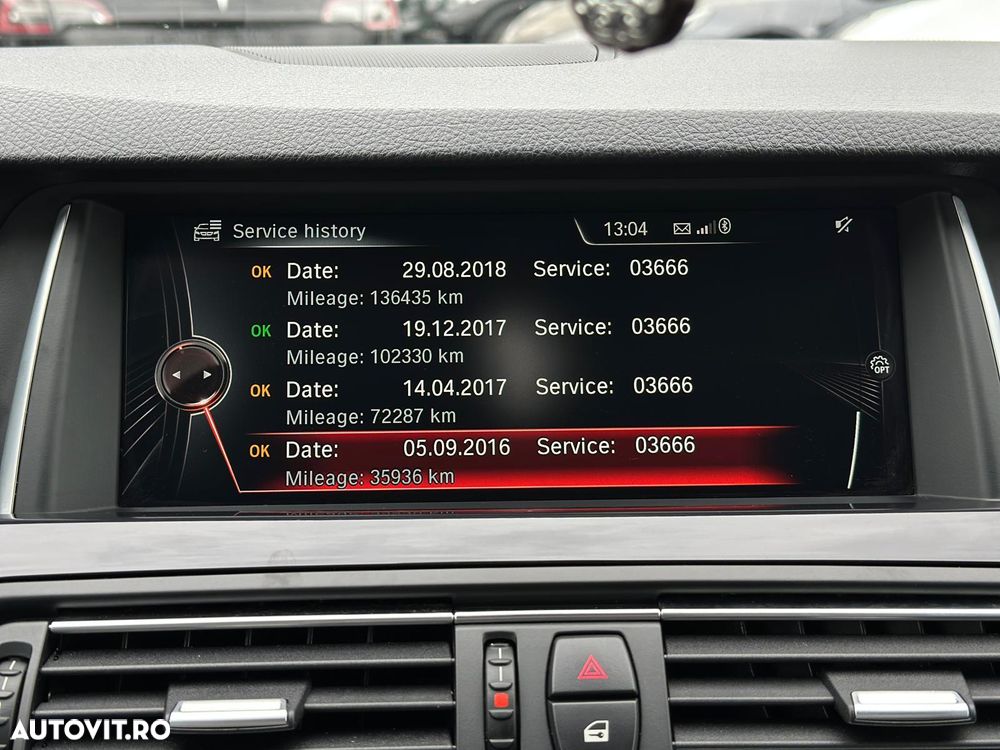 Service history 13:04
OK Date: 29.08.2018 Service: 03666
Mileage: 136435 km
OK Date: 19.12.2017 Service: 03666
Mileage: 102330 km
OPT
OK Date: 14.04.2017 Service: 03666
Mileage: 72287 km
OK Date: 05.09.2016 Service: 03666
Mileage: 35936 km
AUTOVIT.RO